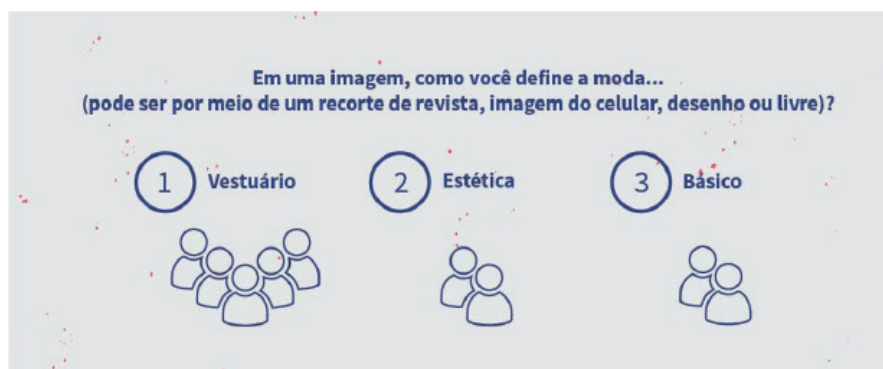 Em uma imagem, como você define a moda...
(pode ser por meio de um recorte de revista, imagem do celular, desenho ou livre)?
1 Vestuário
2 Estética
3 Básico